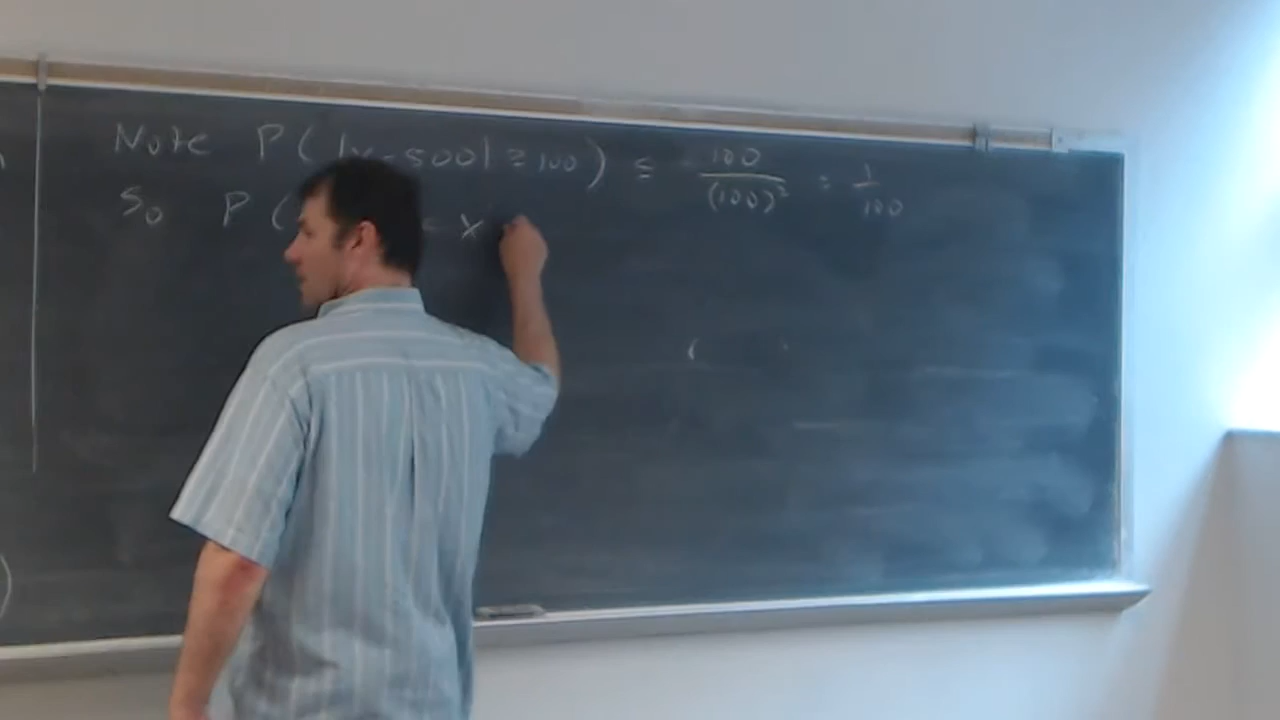 Note P(|x-500| ≥ 100) ≤ 100/(100)² = 1/100
So P( < x